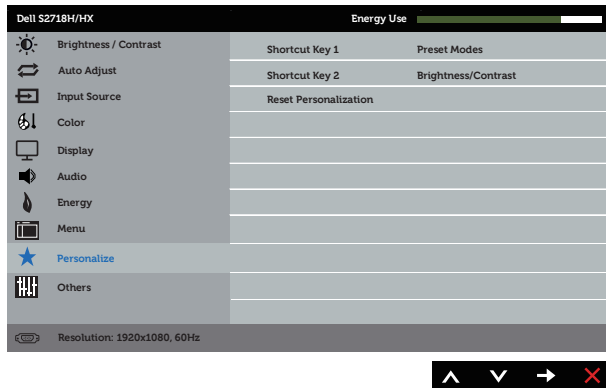 Dell S2718H/HX Energy Use
Brightness / Contrast
Auto Adjust
Input Source
Color
Display
Audio
Energy
Menu
Personalize
Others
Shortcut Key 1 Preset Modes
Shortcut Key 2 Brightness/Contrast
Reset Personalization
Resolution: 1920x1080, 60Hz